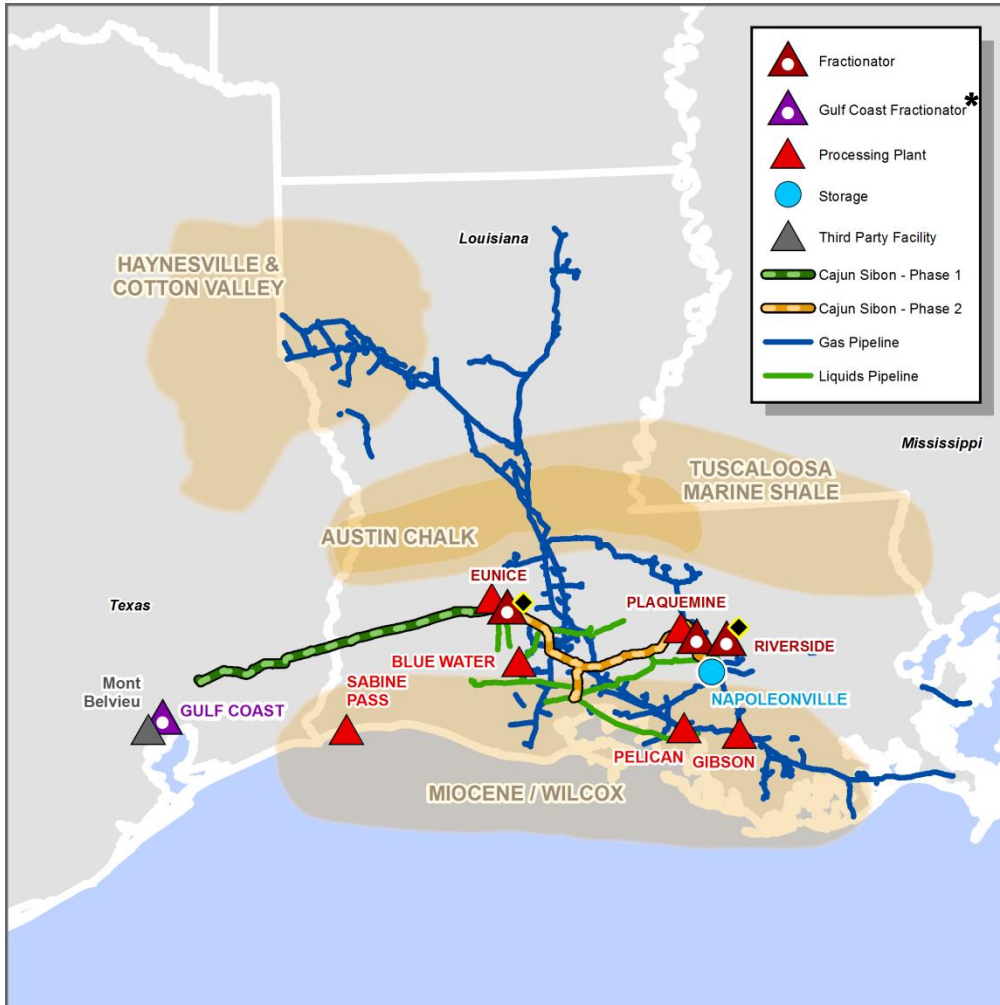 Fractionator
Gulf Coast Fractionator*
Processing Plant
Storage
Third Party Facility
Cajun Sibon - Phase 1
Cajun Sibon - Phase 2
Gas Pipeline
Liquids Pipeline
Louisiana
HAYNESVILLE &
COTTON VALLEY
Mississippi
TUSCALOOSA
MARINE SHALE
AUSTIN CHALK
EUNICE
Texas
PLAQUEMINE
RIVERSIDE
BLUE WATER
SABINE
PASS
NAPOLEONVILLE
Mont
Belvieu
GULF COAST
PELICAN
GIBSON
MIOCENE / WILCOX